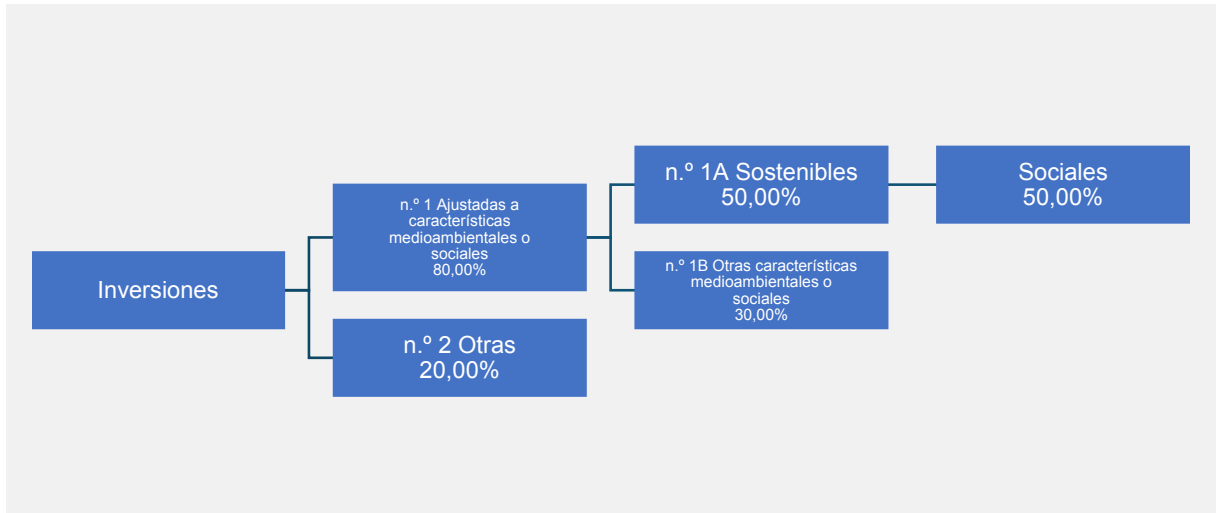 Inversiones
n.º 1 Ajustadas a
características
medioambientales o
sociales
80,00%
n.º 2 Otras
20,00%
n.º 1A Sostenibles
50,00%
n.º 1B Otras características
medioambientales o
sociales
30,00%
Sociales
50,00%